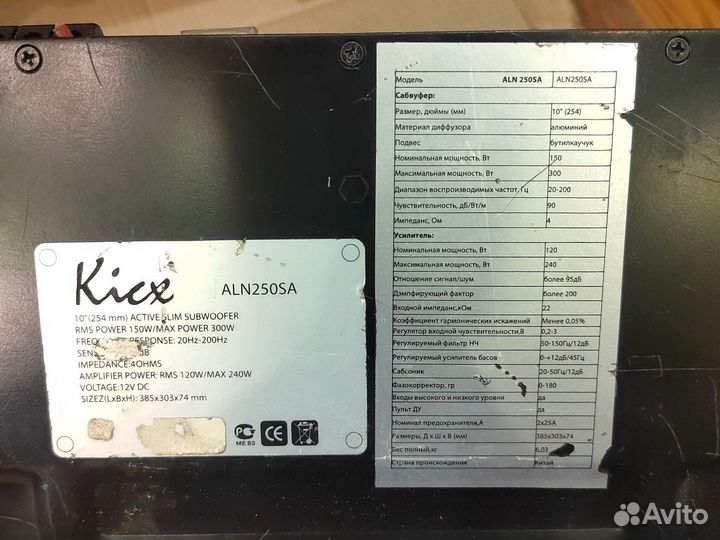 Kicx ALN250SA
10"(254 mm) ACTIVE SLIM SUBWOOFER
RMS POWER 150W/MAX POWER 300W
RESPONSE: 20Hz-200Hz
IMPEDANCE:4OHMS
AMPLIFIER POWER: RMS 120W/MAX 240W
VOLTAGE:12V DC
SIZEZ(LxBxH): 385x303x74 mm
РСТ ME 83 CE
Модель ALN 250SA ALN250SA
Сабвуфер:
Размер, дюймы (мм) 10" (254)
Материал диффузора алюминий
Подвес бутилкаучук
Номинальная мощность, Вт 150
Максимальная мощность, Вт 300
Диапазон воспроизводимых частот, Гц 20-200
Чувствительность, дБ/Вт/м 90
Импеданс, Ом 4
Усилитель:
Номинальная мощность, Вт 120
Максимальная мощность, Вт 240
Отношение сигнал/шум более 95дБ
Дэмпфирующий фактор более 200
Входной импеданс,кОм 22
Коэффициент гармонических искажений Менее 0,05%
Регулятор входной чувствительности,В 0,2-3
Регулируемый фильтр НЧ 50-150Гц/12дБ
Регулируемый усилитель басов 0-+12дБ/45Гц
Сабсоник 20-50Гц/12дБ
Фазокорректор, гр 0-180
Входы высокого и низкого уровня да
Пульт ДУ да
Номинал предохранителя,А 2x25A
Размеры, Д х Ш х В (мм) 385x303x74
Вес полный,кг 6,03
Страна происхождения Китай
Avito